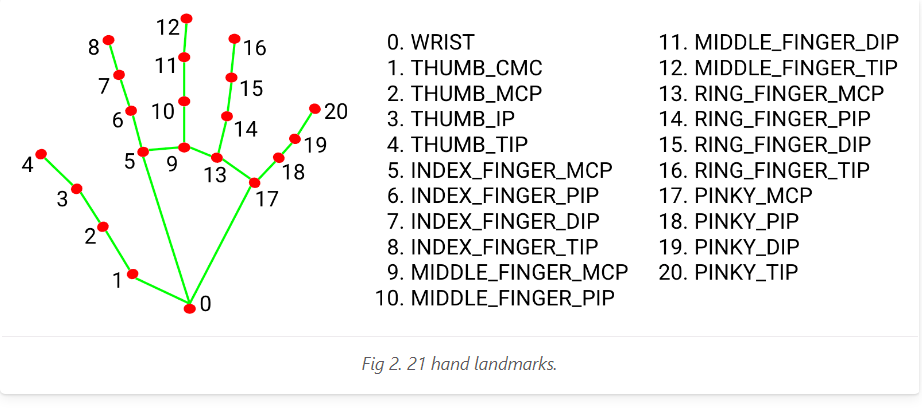 12
8
16
11
7
15
10
6
20
14
19
5
9
4
13
18
3
17
2
1
0
0. WRIST
1. THUMB_CMC
2. THUMB_MCP
3. THUMB_IP
4. THUMB_TIP
5. INDEX_FINGER_MCP
6. INDEX_FINGER_PIP
7. INDEX_FINGER_DIP
8. INDEX_FINGER_TIP
9. MIDDLE_FINGER_MCP
10. MIDDLE_FINGER_PIP
11. MIDDLE_FINGER_DIP
12. MIDDLE_FINGER_TIP
13. RING_FINGER_MCP
14. RING_FINGER_PIP
15. RING_FINGER_DIP
16. RING_FINGER_TIP
17. PINKY_MCP
18. PINKY_PIP
19. PINKY_DIP
20. PINKY_TIP
Fig 2. 21 hand landmarks.